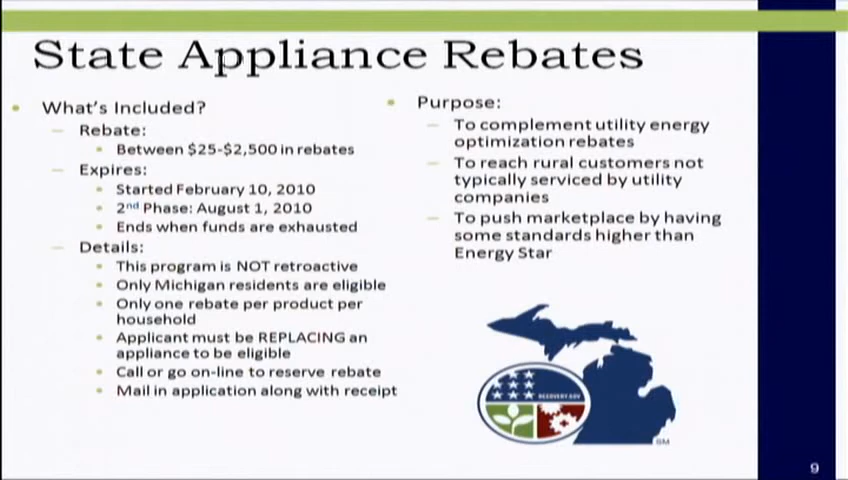 State Appliance Rebates
• What's Included?
– Rebate:
• Between $25-$2,500 in rebates
– Expires:
• Started February 10, 2010
• 2nd Phase: August 1, 2010
• Ends when funds are exhausted
– Details:
• This program is NOT retroactive
• Only Michigan residents are eligible
• Only one rebate per product per
household
• Applicant must be REPLACING an
appliance to be eligible
• Call or go on-line to reserve rebate
• Mail in application along with receipt
• Purpose:
– To complement utility energy
optimization rebates
– To reach rural customers not
typically serviced by utility
companies
– To push marketplace by having
some standards higher than
Energy Star
RECOVERY.GOV
SM
9